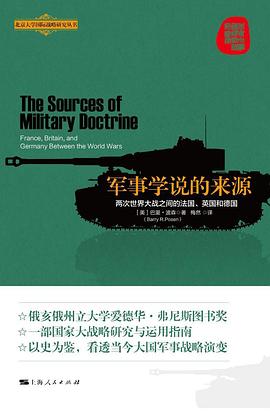 北京大学国际战略研究丛书
The Sources of
Military Doctrine
France, Britain, and
Germany Between the World Wars
军事学说的来源
两次世界大战之间的法国、英国和德国
[美] 巴里·波森 著 梅然 译
(Barry R.Posen)
☆俄亥俄州立大学爱德华·弗尼斯图书奖
☆一部国家大战略研究与运用指南
☆以史为鉴，看透当今大国军事战略演变
上海人民出版社